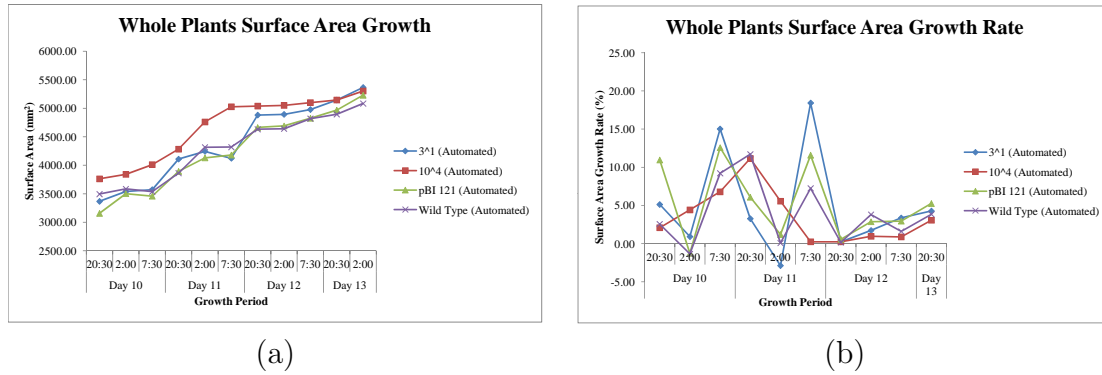 Whole Plants Surface Area Growth
6000.00
5500.00
5000.00
4500.00
4000.00
3500.00
3000.00
2500.00
Surface Area (mm²)
20:30 2:00 7:30 20:30 2:00 7:30 20:30 2:00 7:30 20:30 2:00
Day 10 Day 11 Day 12 Day 13
Growth Period
3^1 (Automated)
10^4 (Automated)
pBI 121 (Automated)
Wild Type (Automated)
(a)
Whole Plants Surface Area Growth Rate
25.00
20.00
15.00
10.00
5.00
0.00
-5.00
Surface Area Growth Rate (%)
20:30 2:00 7:30 20:30 2:00 7:30 20:30 2:00 7:30 20:30
Day 10 Day 11 Day 12 Day
13
Growth Period
3^1 (Automated)
10^4 (Automated)
pBI 121 (Automated)
Wild Type (Automated)
(b)